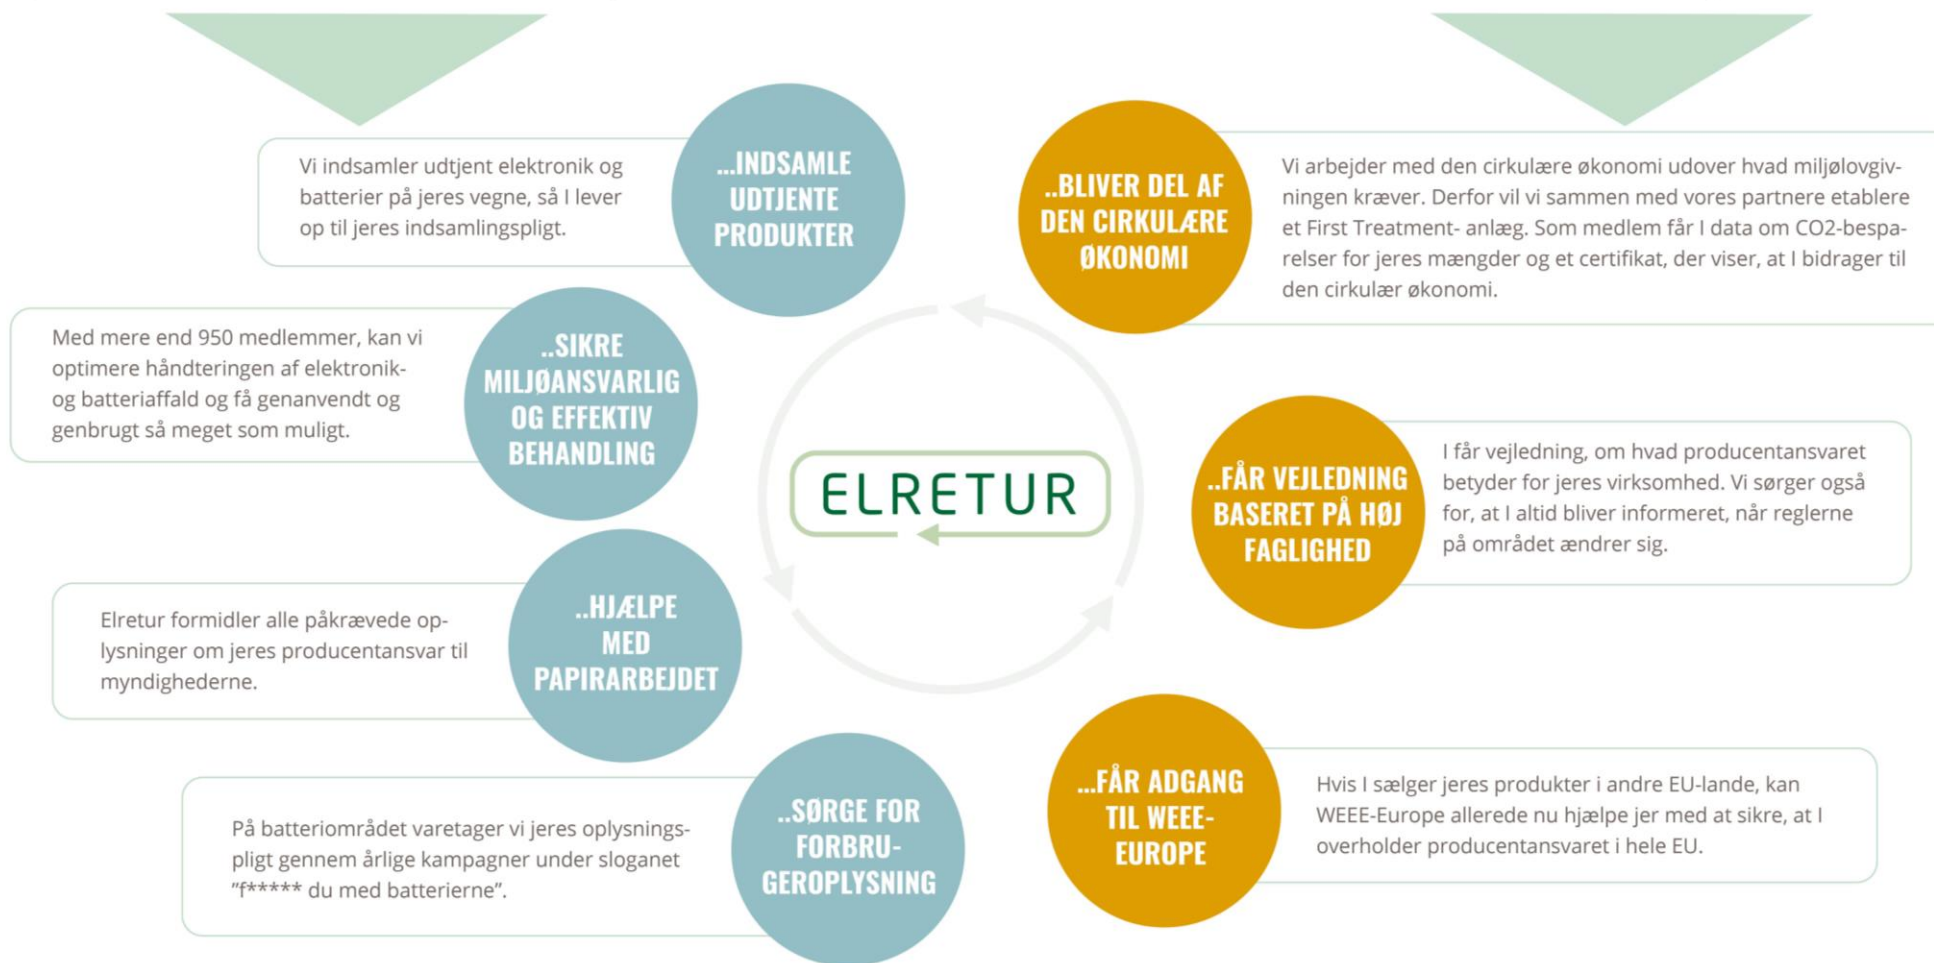 ...INDSAMLE
UDTJENTE
PRODUKTER
Vi indsamler udtjent elektronik og
batterier på jeres vegne, så I lever
op til jeres indsamlingspligt.
..SIKRE
MILJØANSVARLIG
OG EFFEKTIV
BEHANDLING
Med mere end 950 medlemmer, kan vi
optimere håndteringen af elektronik-
og batteriaffald og få genanvendt og
genbrugt så meget som muligt.
..HJÆLPE
MED
PAPIRARBEJDET
Elretur formidler alle påkrævede op-
lysninger om jeres producentansvar til
myndighederne.
..SØRGE FOR
FORBRU-
GEROPLYSNING
På batteriområdet varetager vi jeres oplysnings-
pligt gennem årlige kampagner under sloganet
”f***** du med batterierne”.
ELRETUR
..BLIVER DEL AF
DEN CIRKULÆRE
ØKONOMI
Vi arbejder med den cirkulære økonomi udover hvad miljølovgiv-
ningen kræver. Derfor vil vi sammen med vores partnere etablere
et First Treatment- anlæg. Som medlem får I data om CO2-bespa-
relser for jeres mængder og et certifikat, der viser, at I bidrager til
den cirkulær økonomi.
..FÅR VEJLEDNING
BASERET PÅ HØJ
FAGLIGHED
I får vejledning, om hvad producentansvaret
betyder for jeres virksomhed. Vi sørger også
for, at I altid bliver informeret, når reglerne
på området ændrer sig.
...FÅR ADGANG
TIL WEEE-
EUROPE
Hvis I sælger jeres produkter i andre EU-lande, kan
WEEE-Europe allerede nu hjælpe jer med at sikre, at I
overholder producentansvaret i hele EU.